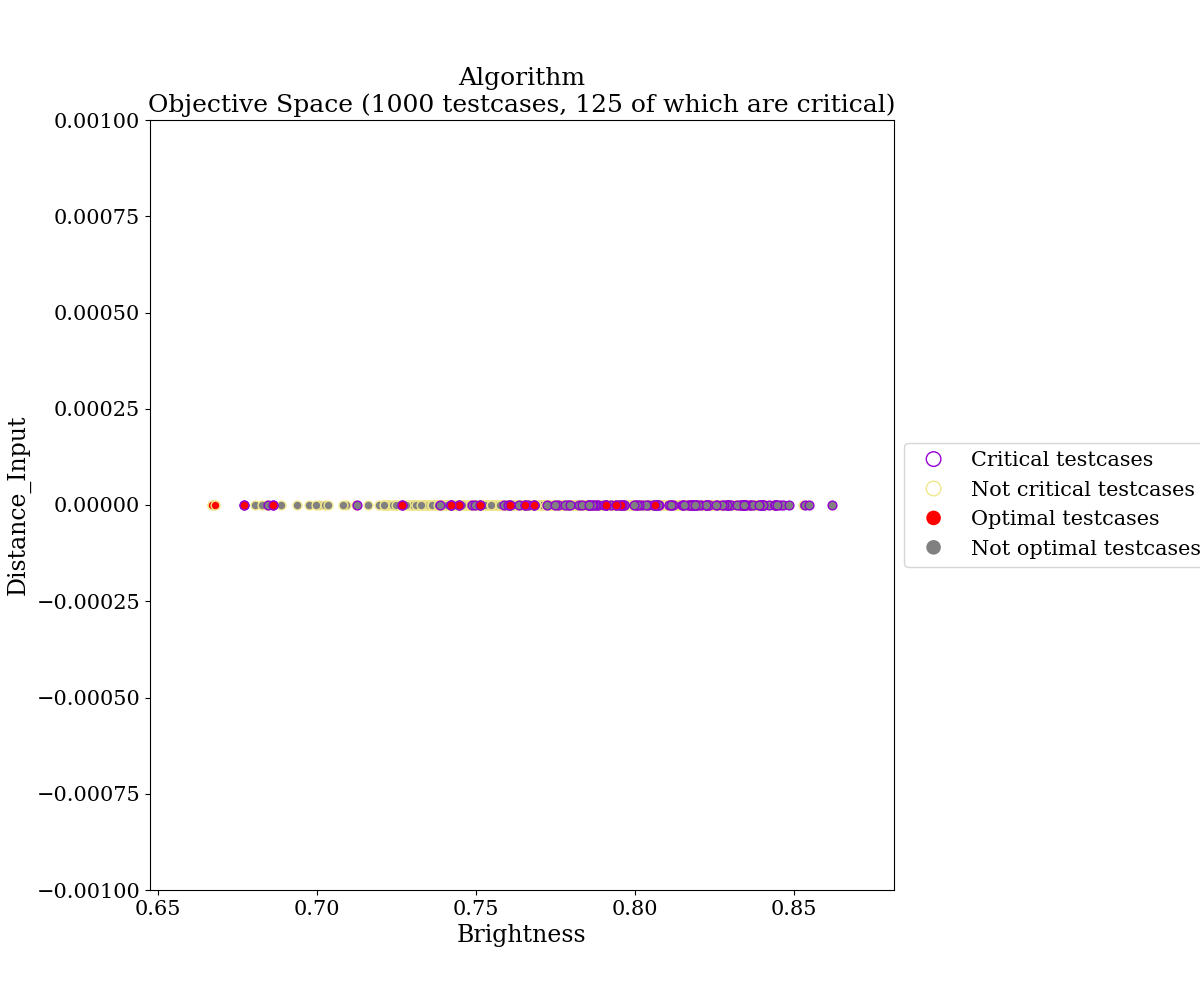 Algorithm
Objective Space (1000 testcases, 125 of which are critical)
0.00100
0.00075
0.00050
0.00025
0.00000
−0.00025
−0.00050
−0.00075
−0.00100
Distance_Input
0.65 0.70 0.75 0.80 0.85
Brightness
Critical testcases
Not critical testcases
Optimal testcases
Not optimal testcases